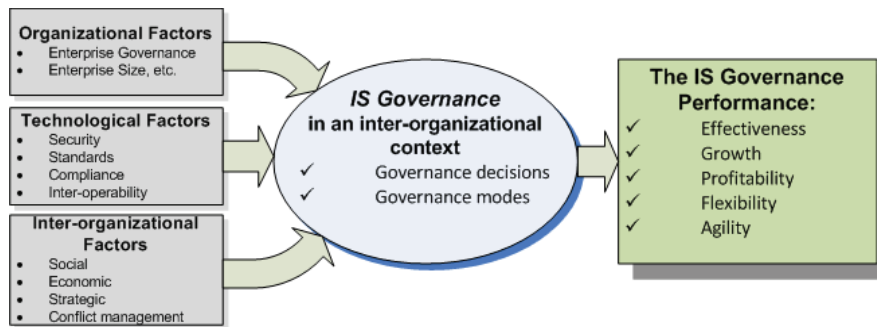 Organizational Factors
• Enterprise Governance
• Enterprise Size, etc.
Technological Factors
• Security
• Standards
• Compliance
• Inter-operability
Inter-organizational
Factors
• Social
• Economic
• Strategic
• Conflict management
IS Governance
in an inter-organizational
context
✓ Governance decisions
✓ Governance modes
The IS Governance
Performance:
✓ Effectiveness
✓ Growth
✓ Profitability
✓ Flexibility
✓ Agility